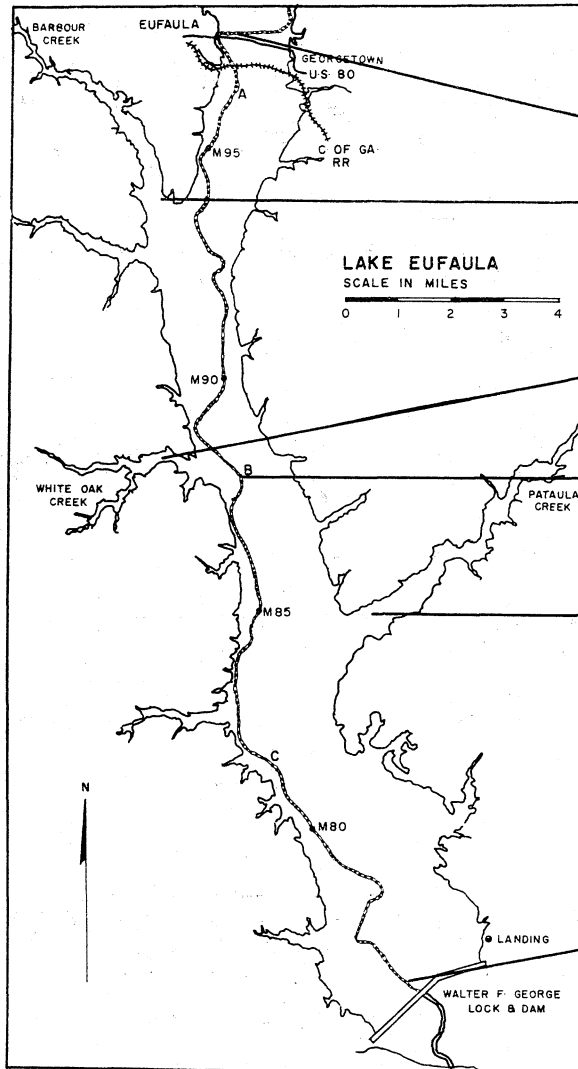 BARBOUR
CREEK
EUFAULA
GEORGETOWN
U.S. 80
A
M95
C OF GA.
RR
LAKE EUFAULA
SCALE IN MILES
0 1 2 3 4
M90
B
WHITE OAK
CREEK
PATAULA
CREEK
M85
C
N
M80
LANDING
WALTER F. GEORGE
LOCK & DAM